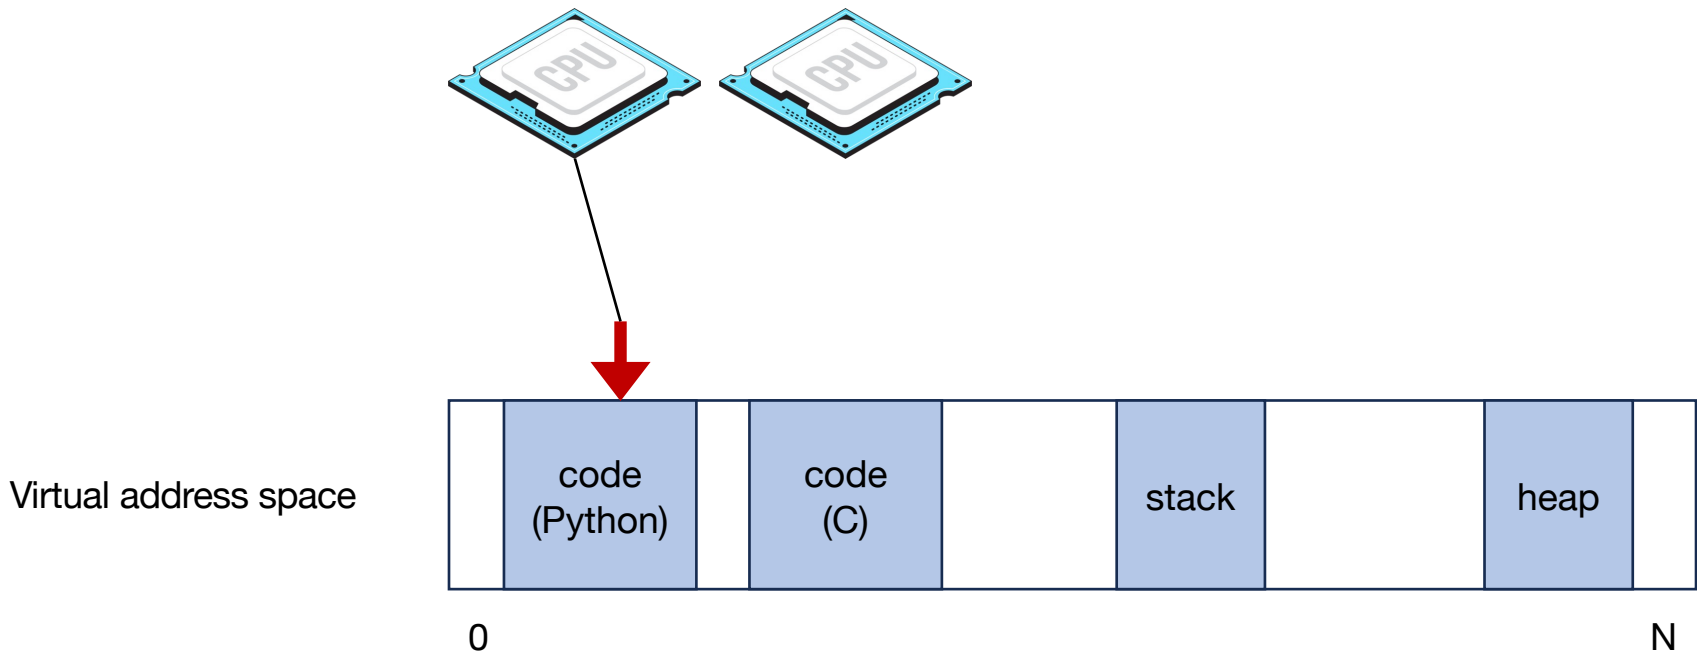 CPU
CPU
Virtual address space
code
(Python)
code
(C)
stack
heap
0
N